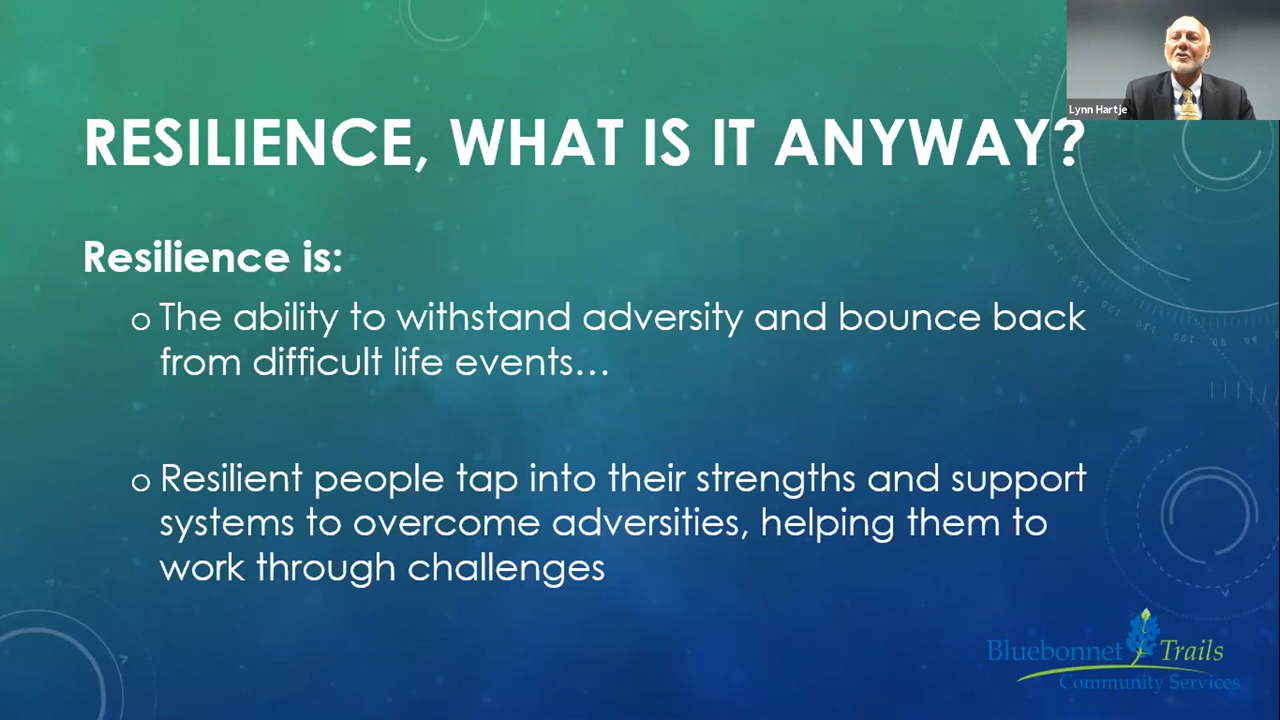 Lynn Hartje
RESILIENCE, WHAT IS IT ANYWAY?
Resilience is:
o The ability to withstand adversity and bounce back
from difficult life events…
o Resilient people tap into their strengths and support
systems to overcome adversities, helping them to
work through challenges
Bluebonnet Trails
Community Services